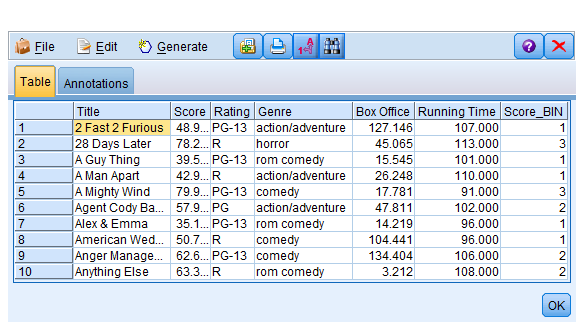 File Edit Generate
Table Annotations
Title Score Rating Genre Box Office Running Time Score_BIN
1 2 Fast 2 Furious 48.9... PG-13 action/adventure 127.146 107.000 1
2 28 Days Later 78.2... R horror 45.065 113.000 3
3 A Guy Thing 39.5... PG-13 rom comedy 15.545 101.000 1
4 A Man Apart 42.9... R action/adventure 26.248 110.000 1
5 A Mighty Wind 79.9... PG-13 comedy 17.781 91.000 3
6 Agent Cody Ba... 57.9... PG action/adventure 47.811 102.000 2
7 Alex & Emma 35.1... PG-13 rom comedy 14.219 96.000 1
8 American Wed... 50.7... R comedy 104.441 96.000 1
9 Anger Manage... 62.6... PG-13 comedy 134.404 106.000 2
10 Anything Else 63.3... R rom comedy 3.212 108.000 2
OK